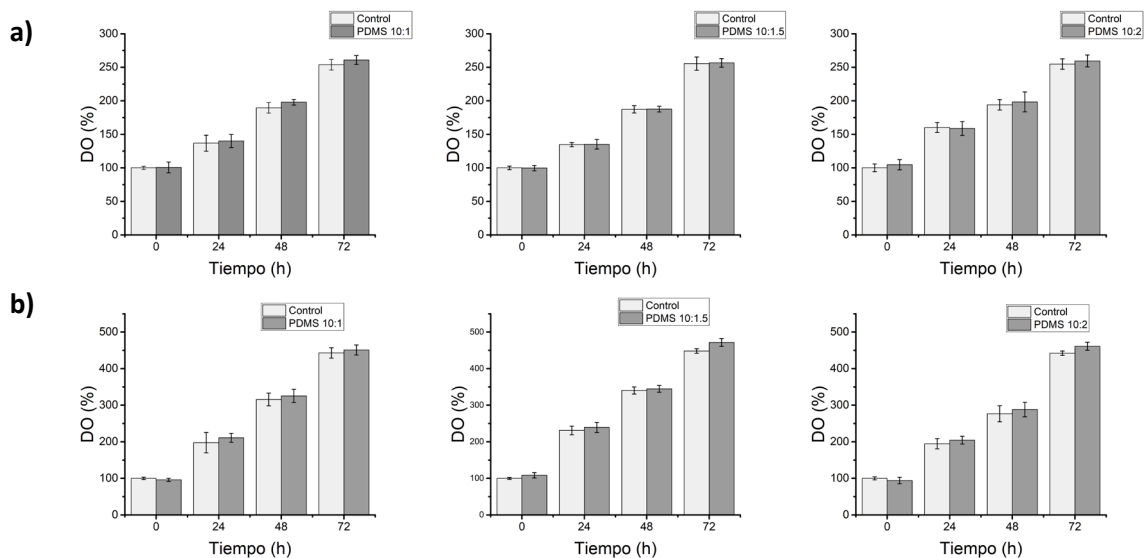 a)
Control
PDMS 10:1
300
250
200
150
100
50
0
DO (%)
0 24 48 72
Tiempo (h)
Control
PDMS 10:1.5
300
250
200
150
100
50
0
DO (%)
0 24 48 72
Tiempo (h)
Control
PDMS 10:2
300
250
200
150
100
50
0
DO (%)
0 24 48 72
Tiempo (h)
b)
Control
PDMS 10:1
500
400
300
200
100
0
DO (%)
0 24 48 72
Tiempo (h)
Control
PDMS 10:1.5
500
400
300
200
100
0
DO (%)
0 24 48 72
Tiempo (h)
Control
PDMS 10:2
500
400
300
200
100
0
DO (%)
0 24 48 72
Tiempo (h)